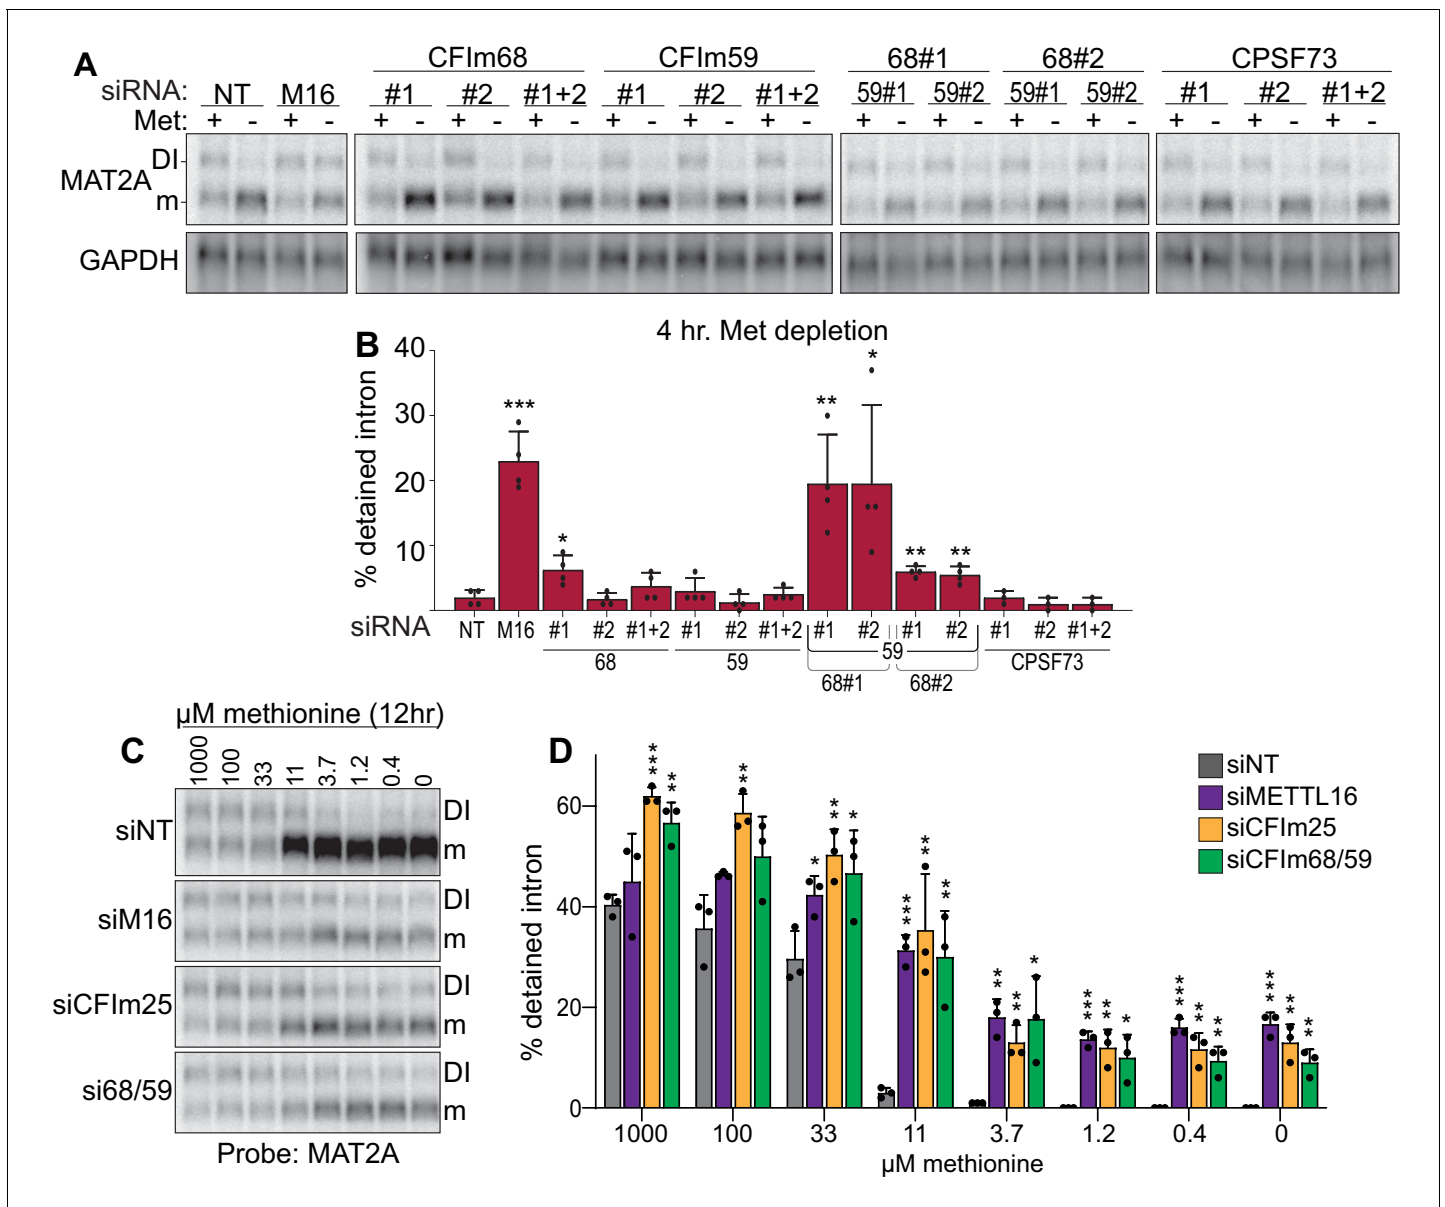 A
CFIm68 CFIm59 68#1 68#2 CPSF73
siRNA: NT M16 #1 #2 #1+2 #1 #2 #1+2 59#1 59#2 59#1 59#2 #1 #2 #1+2
Met: + - + - + - + - + - + - + - + - + - + - + - + - + - + - + -
DI
MAT2A
m
GAPDH
B
4 hr. Met depletion
% detained intron
40
30
20
10
*** * ** * ** **
siRNA NT M16 #1 #2 #1+2 #1 #2 #1+2 #1 #2 #1 #2 #1 #2 #1+2
68 59 59 CPSF73
68#1 68#2
C
µM methionine (12hr)
1000 100 33 11 3.7 1.2 0.4 0
siNT DI m
siM16 DI m
siCFIm25 DI m
si68/59 DI m
Probe: MAT2A
D
siNT
siMETTL16
siCFIm25
siCFIm68/59
% detained intron
60
40
20
0
*** ** ** * ** * *** ** ** ** ** * *** ** * *** ** ** *** ** **
1000 100 33 11 3.7 1.2 0.4 0
µM methionine